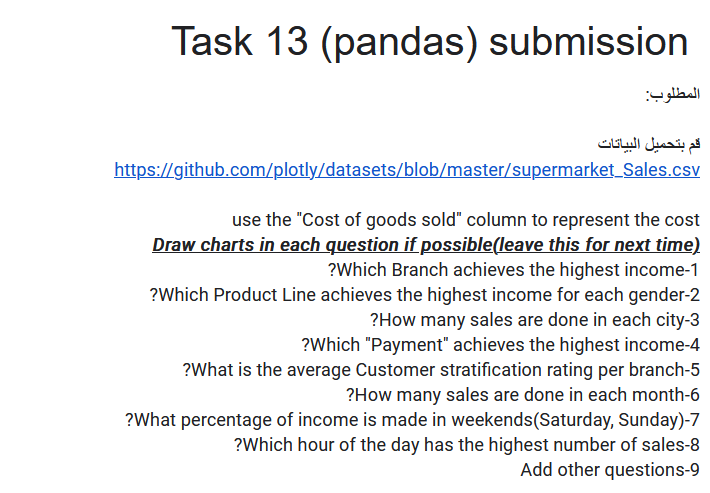 Task 13 (pandas) submission
المطلوب:
قم بتحميل البياتات
https://github.com/plotly/datasets/blob/master/supermarket_Sales.csv
use the "Cost of goods sold" column to represent the cost
Draw charts in each question if possible(leave this for next time)
?Which Branch achieves the highest income-1
?Which Product Line achieves the highest income for each gender-2
?How many sales are done in each city-3
?Which "Payment" achieves the highest income-4
?What is the average Customer stratification rating per branch-5
?How many sales are done in each month-6
?What percentage of income is made in weekends(Saturday, Sunday)-7
?Which hour of the day has the highest number of sales-8
Add other questions-9